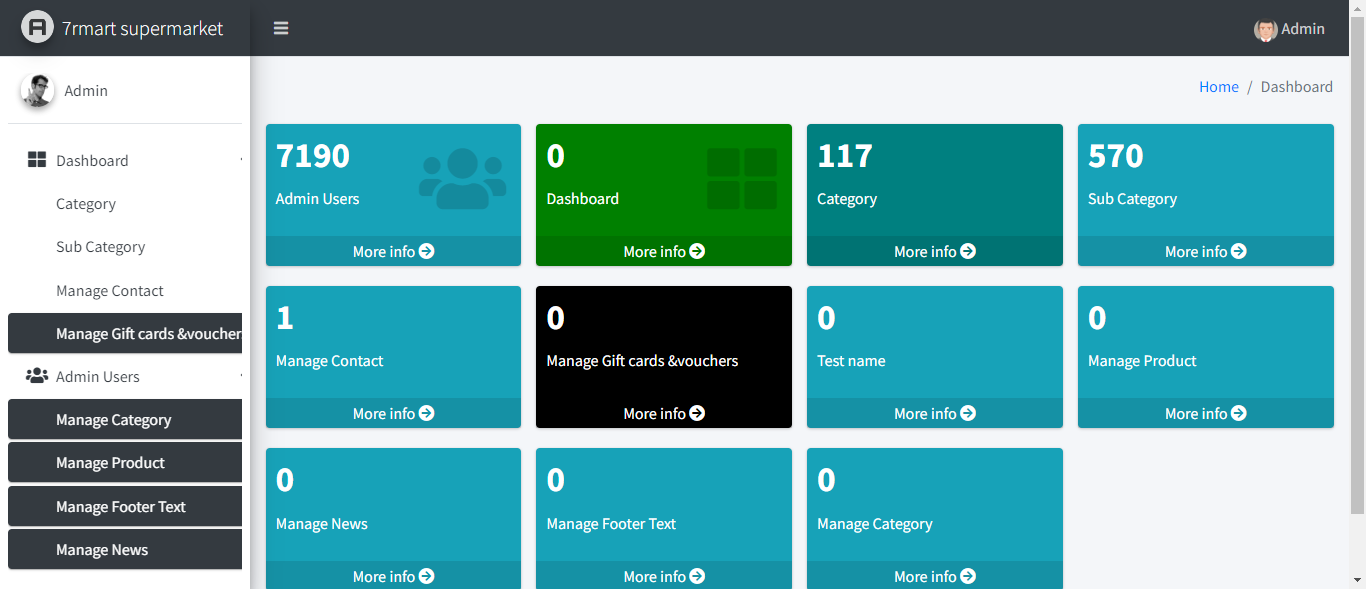 7rmart supermarket
Admin
Admin
Home / Dashboard
Dashboard
Category
Sub Category
Manage Contact
Manage Gift cards &voucher
Admin Users
Manage Category
Manage Product
Manage Footer Text
Manage News
7190
Admin Users
More info
0
Dashboard
More info
117
Category
More info
570
Sub Category
More info
1
Manage Contact
More info
0
Manage Gift cards &vouchers
More info
0
Test name
More info
0
Manage Product
More info
0
Manage News
More info
0
Manage Footer Text
More info
0
Manage Category
More info